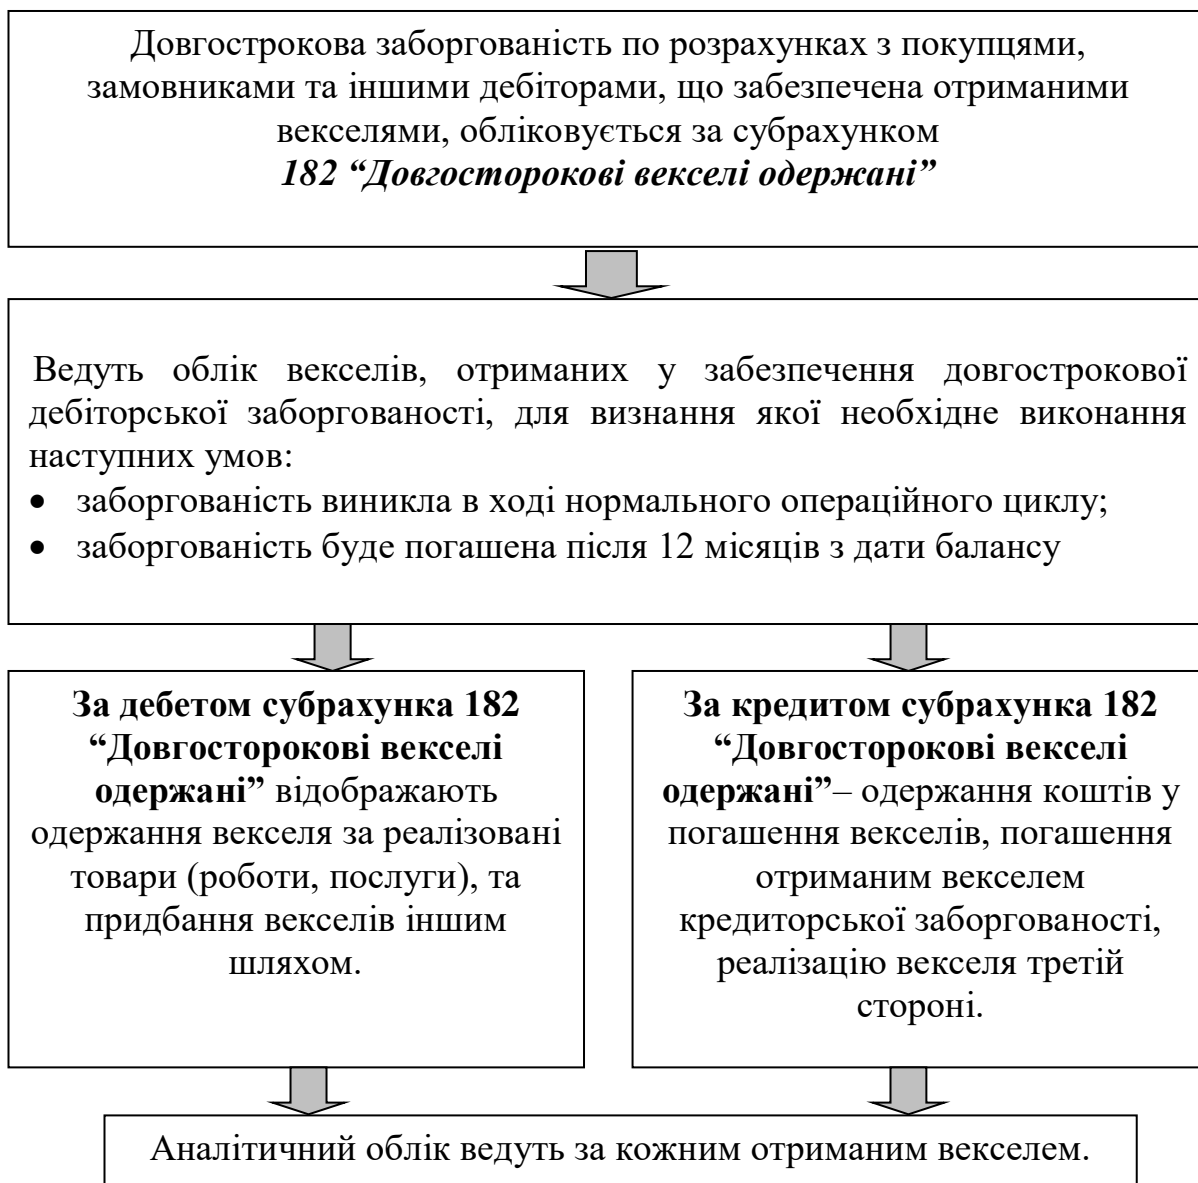 Довгострокова заборгованість по розрахунках з покупцями,
замовниками та іншими дебіторами, що забезпечена отриманими
векселями, обліковується за субрахунком
182 “Довгосторокові векселі одержані”
Ведуть облік векселів, отриманих у забезпечення довгострокової
дебіторської заборгованості, для визнання якої необхідне виконання
наступних умов:
• заборгованість виникла в ході нормального операційного циклу;
• заборгованість буде погашена після 12 місяців з дати балансу
За дебетом субрахунка 182
“Довгосторокові векселі
одержані” відображають
одержання векселя за реалізовані
товари (роботи, послуги), та
придбання векселів іншим
шляхом.
За кредитом субрахунка 182
“Довгосторокові векселі
одержані”– одержання коштів у
погашення векселів, погашення
отриманим векселем
кредиторської заборгованості,
реалізацію векселя третій
стороні.
Аналітичний облік ведуть за кожним отриманим векселем.